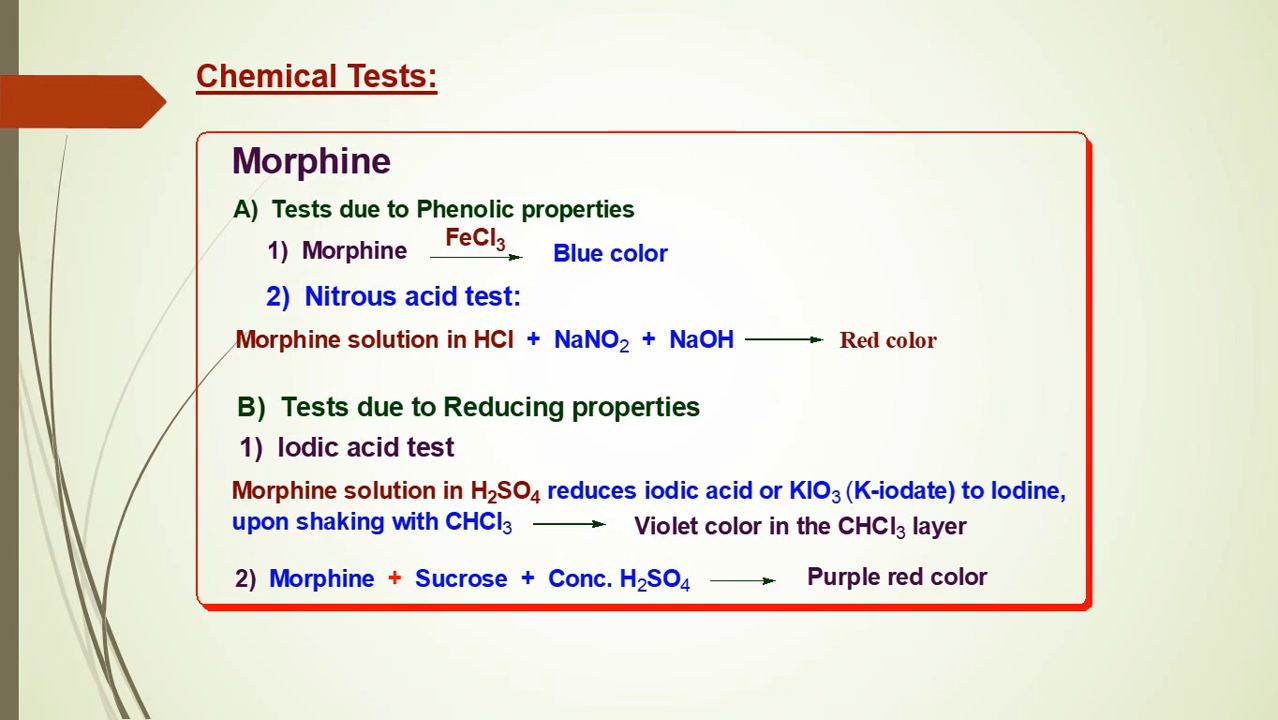 Chemical Tests:
Morphine
A) Tests due to Phenolic properties
1) Morphine FeCl3 Blue color
2) Nitrous acid test:
Morphine solution in HCl + NaNO2 + NaOH Red color
B) Tests due to Reducing properties
1) Iodic acid test
Morphine solution in H2SO4 reduces iodic acid or KIO3 (K-iodate) to Iodine,
upon shaking with CHCl3 Violet color in the CHCl3 layer
2) Morphine + Sucrose + Conc. H2SO4 Purple red color